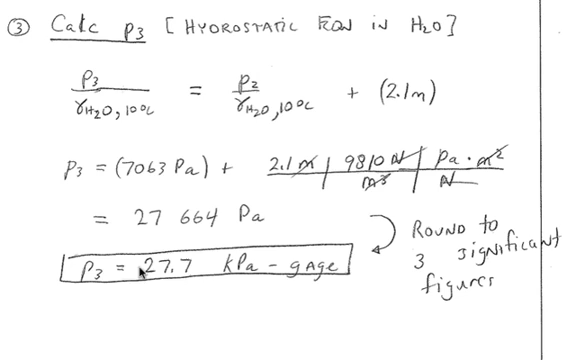 ③ Calc p3 [HYDROSTATIC EQN in H2O]
p3/γH2O, 10°C = p2/γH2O, 10°C + (2.1m)
p3 = (7063 Pa) + 2.1 m | 9810 N/m³ | Pa · m²/N
= 27 664 Pa
p3 = 27.7 kPa - gAge
ROUND to
3 significant
figures